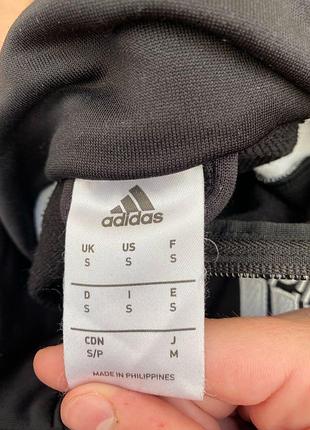 adidas
UK US F
S S S
D I E
S S S
CDN J
S/P M
MADE IN PHILIPPINES